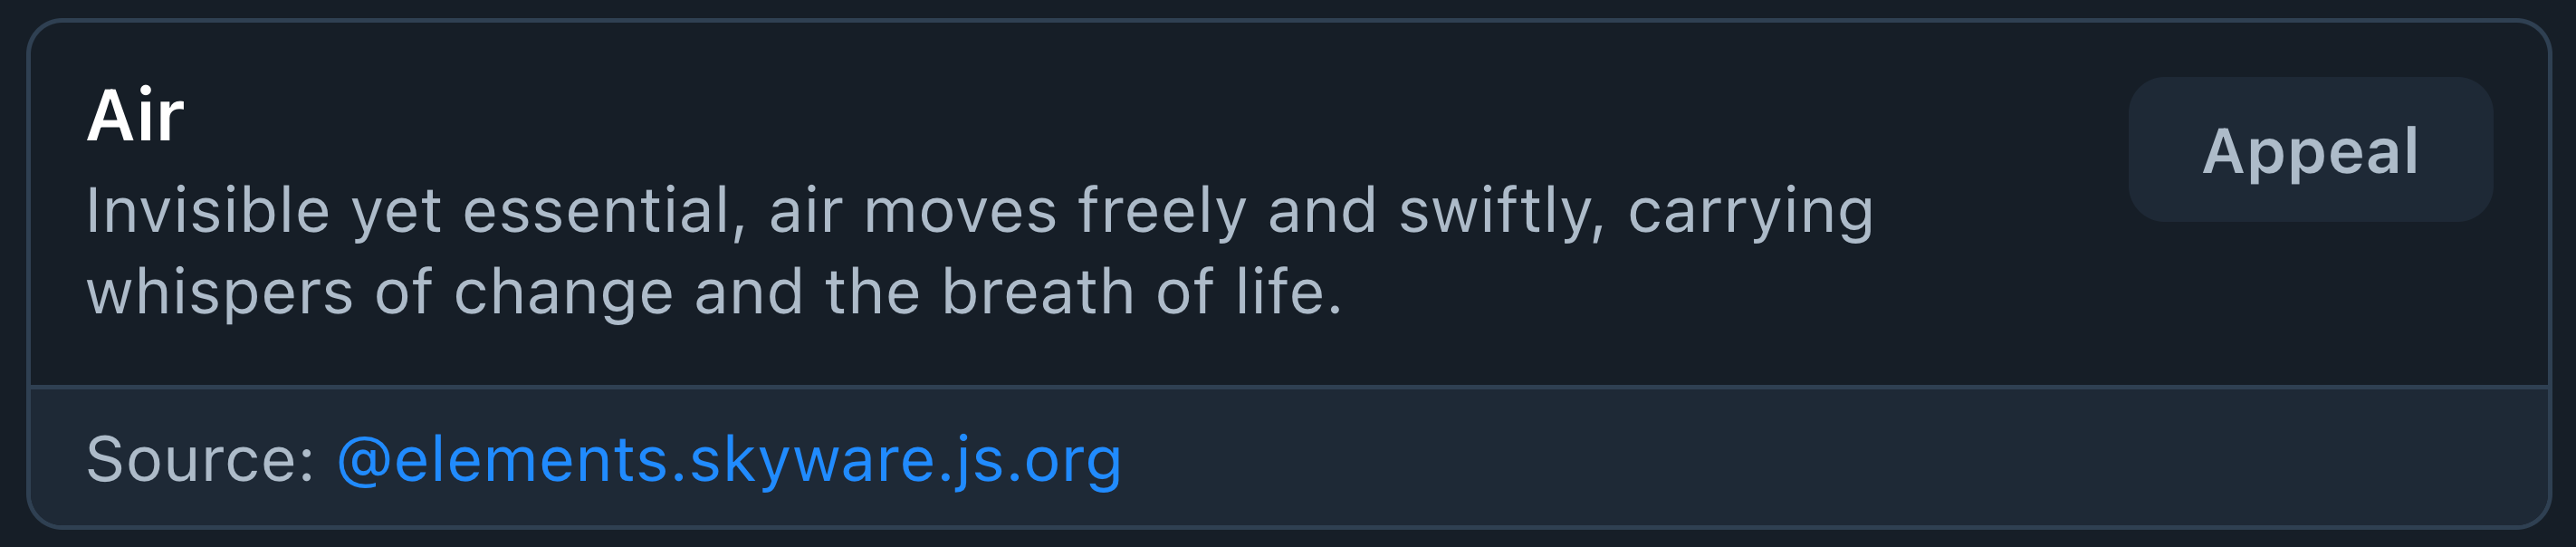 Air
Appeal
Invisible yet essential, air moves freely and swiftly, carrying
whispers of change and the breath of life.
Source: @elements.skyware.js.org